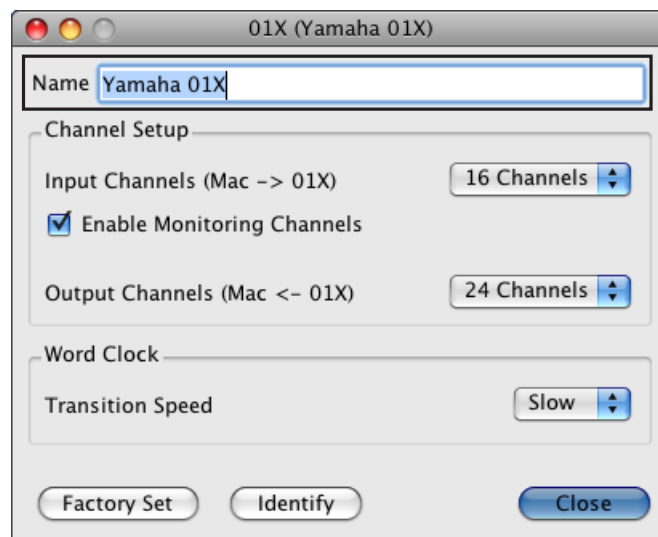 01X (Yamaha 01X)
Name Yamaha 01X
Channel Setup
Input Channels (Mac -> 01X) 16 Channels
Enable Monitoring Channels
Output Channels (Mac <- 01X) 24 Channels
Word Clock
Transition Speed Slow
Factory Set Identify Close